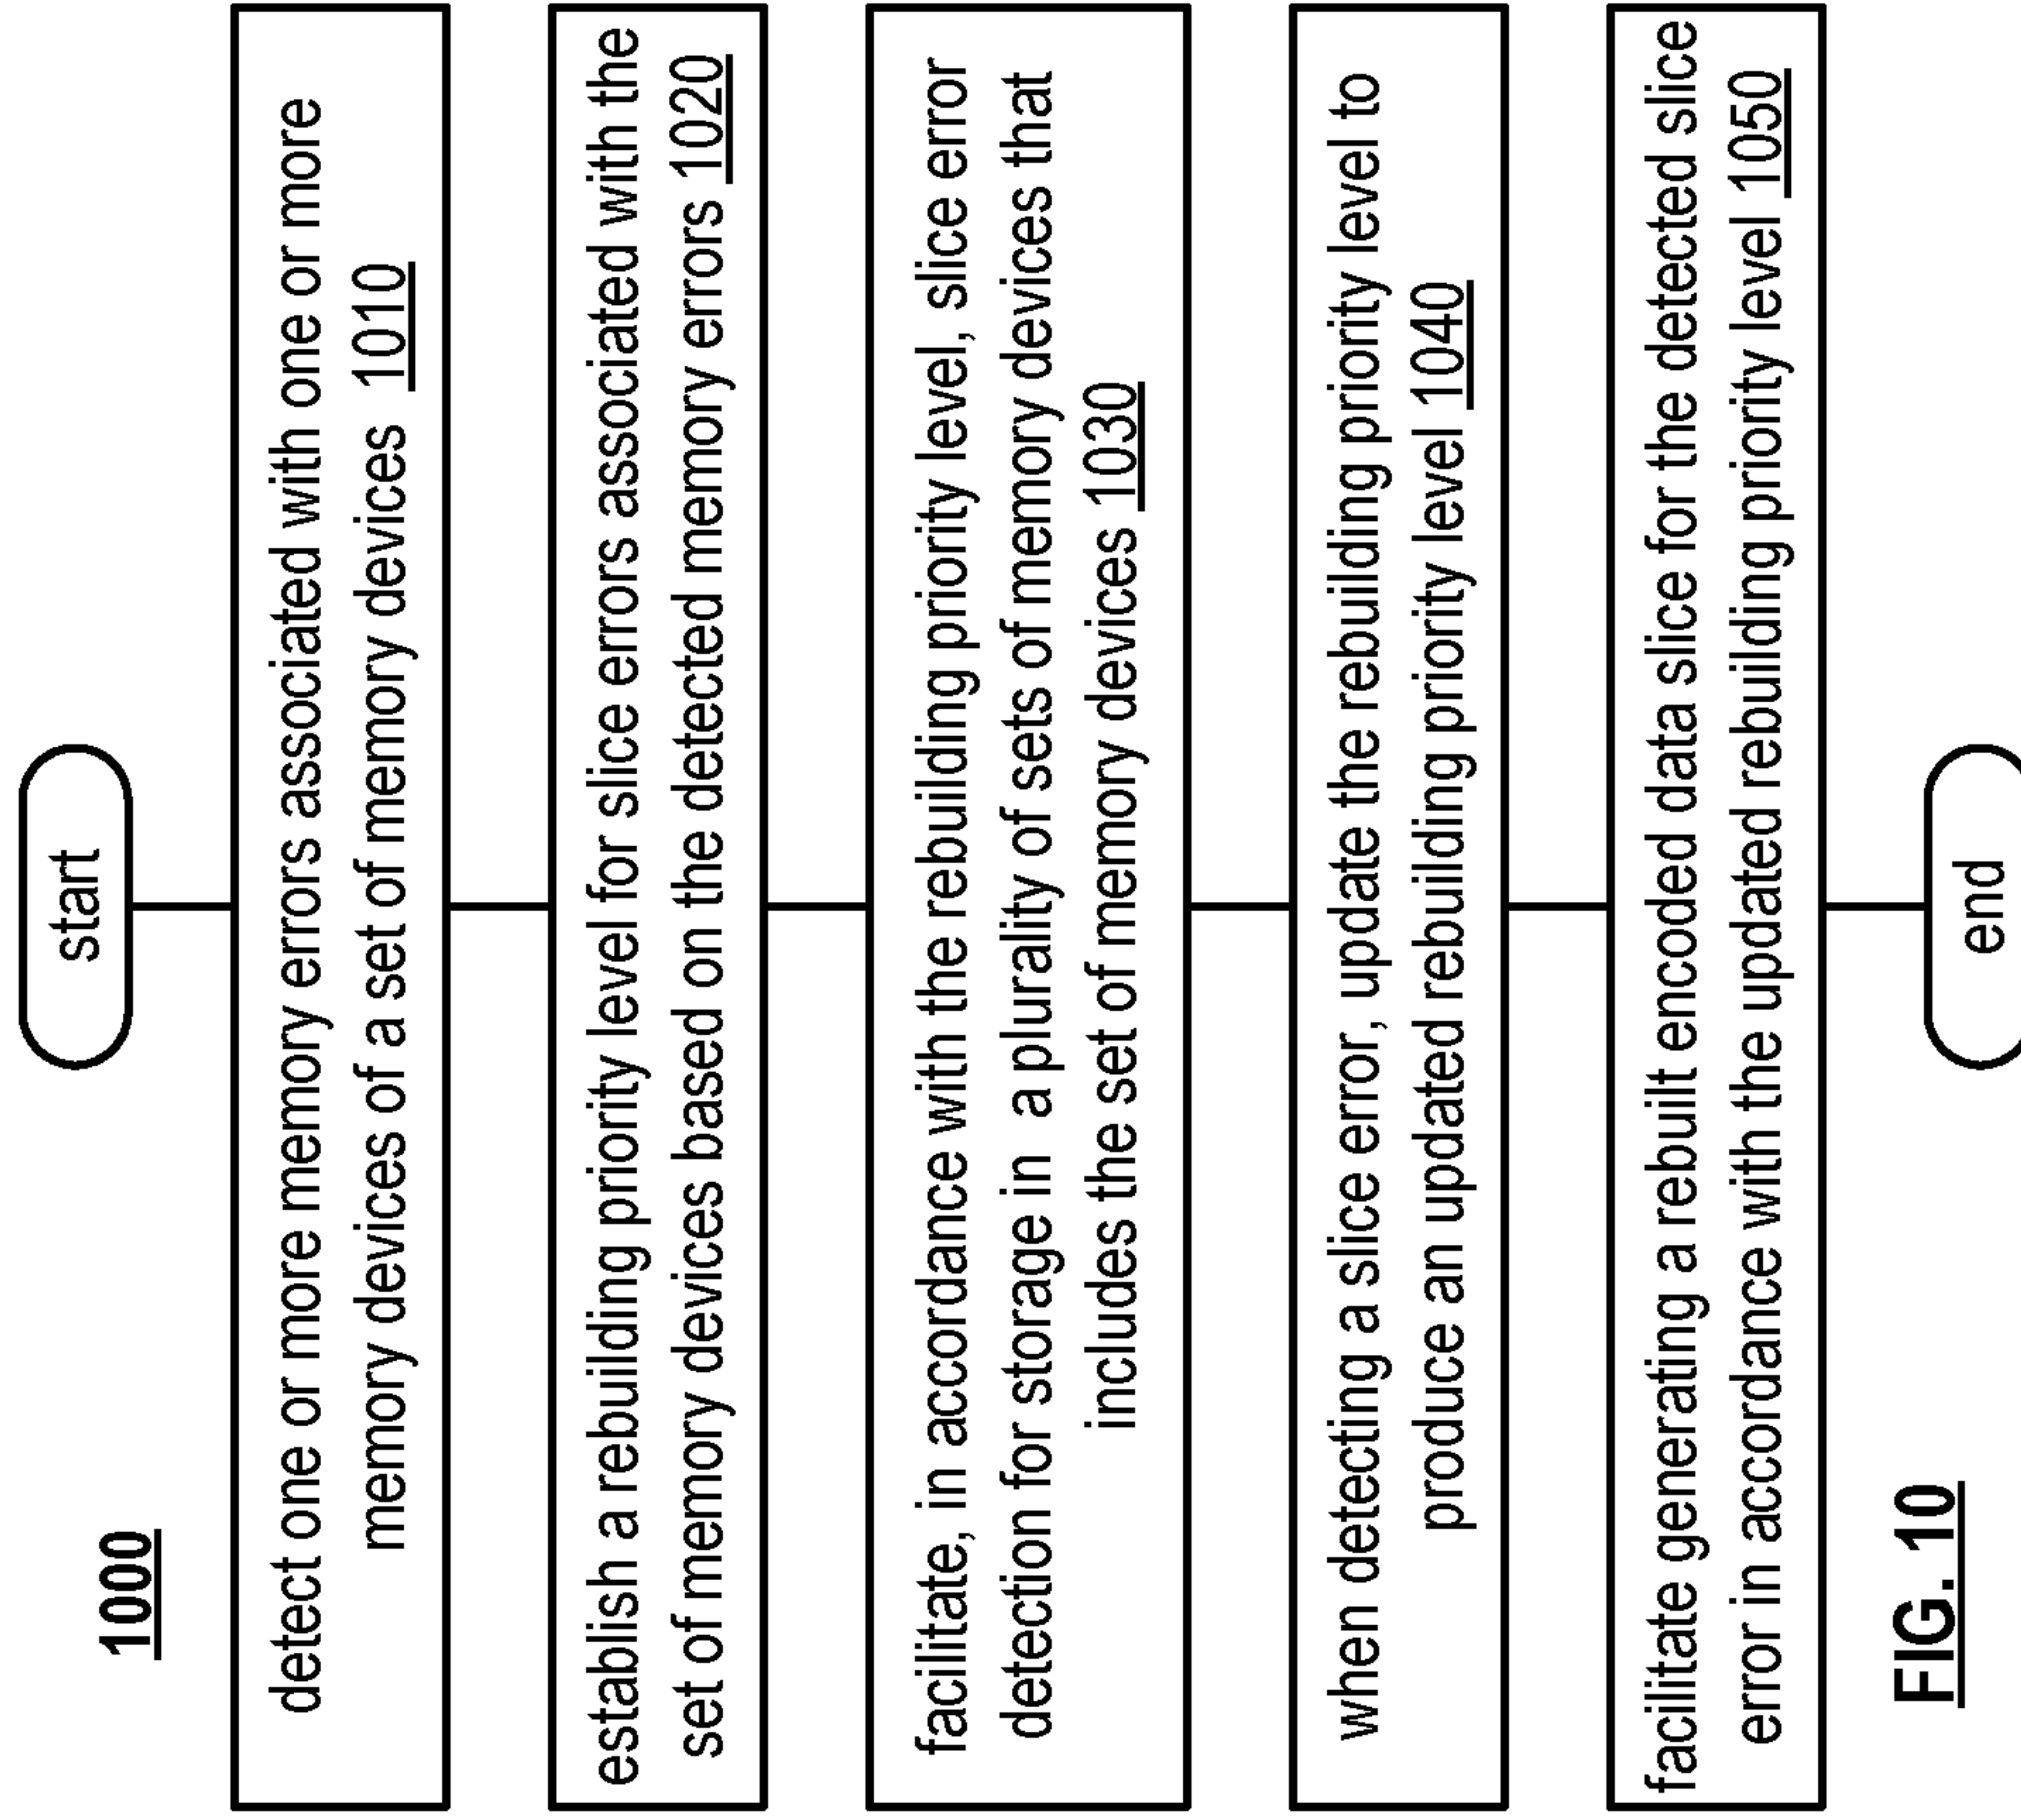 1000
start
detect one or more memory errors associated with one or more
memory devices of a set of memory devices 1010
establish a rebuilding priority level for slice errors associated with the
set of memory devices based on the detected memory errors 1020
facilitate, in accordance with the rebuilding priority level, slice error
detection for storage in a plurality of sets of memory devices that
includes the set of memory devices 1030
when detecting a slice error, update the rebuilding priority level to
produce an updated rebuilding priority level 1040
facilitate generating a rebuilt encoded data slice for the detected slice
error in accordance with the updated rebuilding priority level 1050
end
FIG. 10